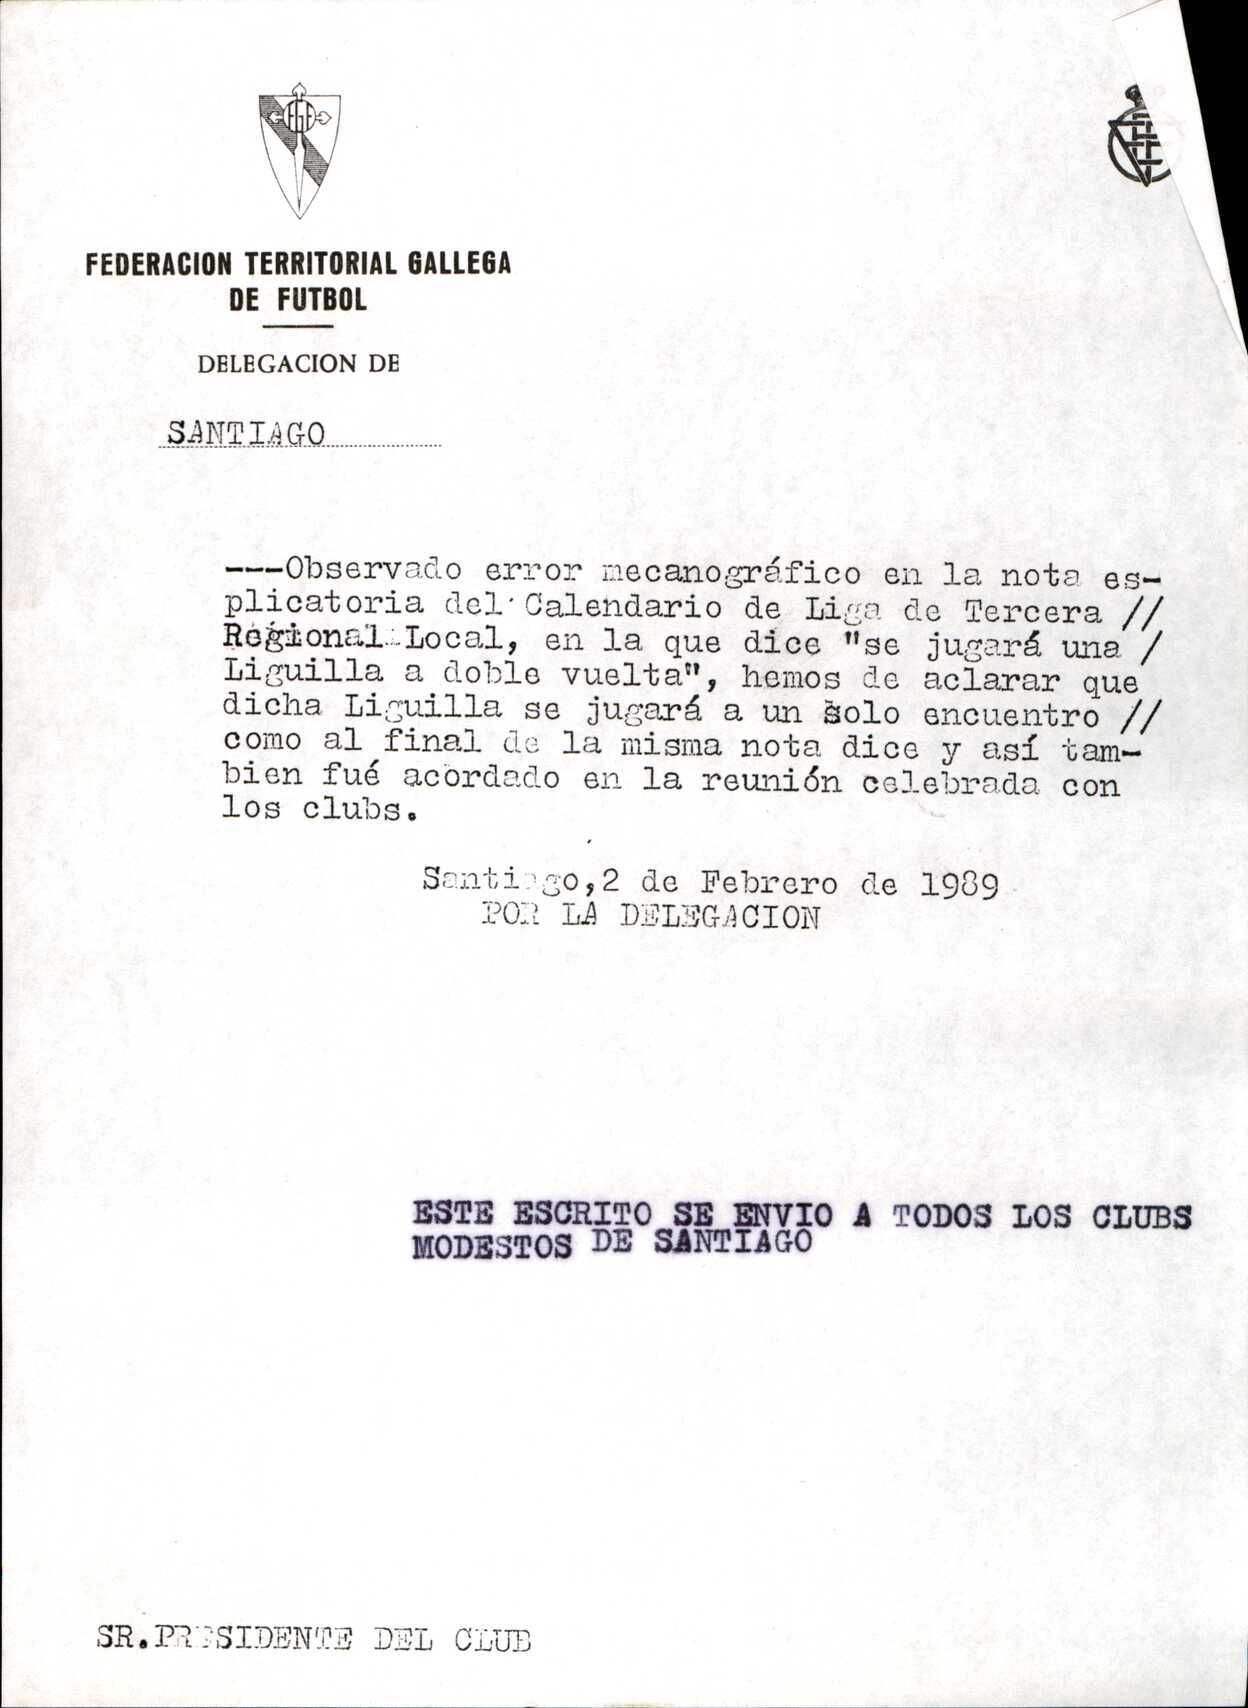 FGF
FEDERACION TERRITORIAL GALLEGA
DE FUTBOL
DELEGACION DE
SANTIAGO
---Observado error mecanográfico en la nota es-
plicatoria del Calendario de Liga de Tercera //
Regional Local, en la que dice "se jugará una /
Liguilla a doble vuelta", hemos de aclarar que
dicha Liguilla se jugará a un solo encuentro //
como al final de la misma nota dice y así tam-
bien fué acordado en la reunión celebrada con
los clubs.
Santiago,2 de Febrero de 1989
POR LA DELEGACION
ESTE ESCRITO SE ENVIO A TODOS LOS CLUBS
MODESTOS DE SANTIAGO
SR.PRESIDENTE DEL CLUB